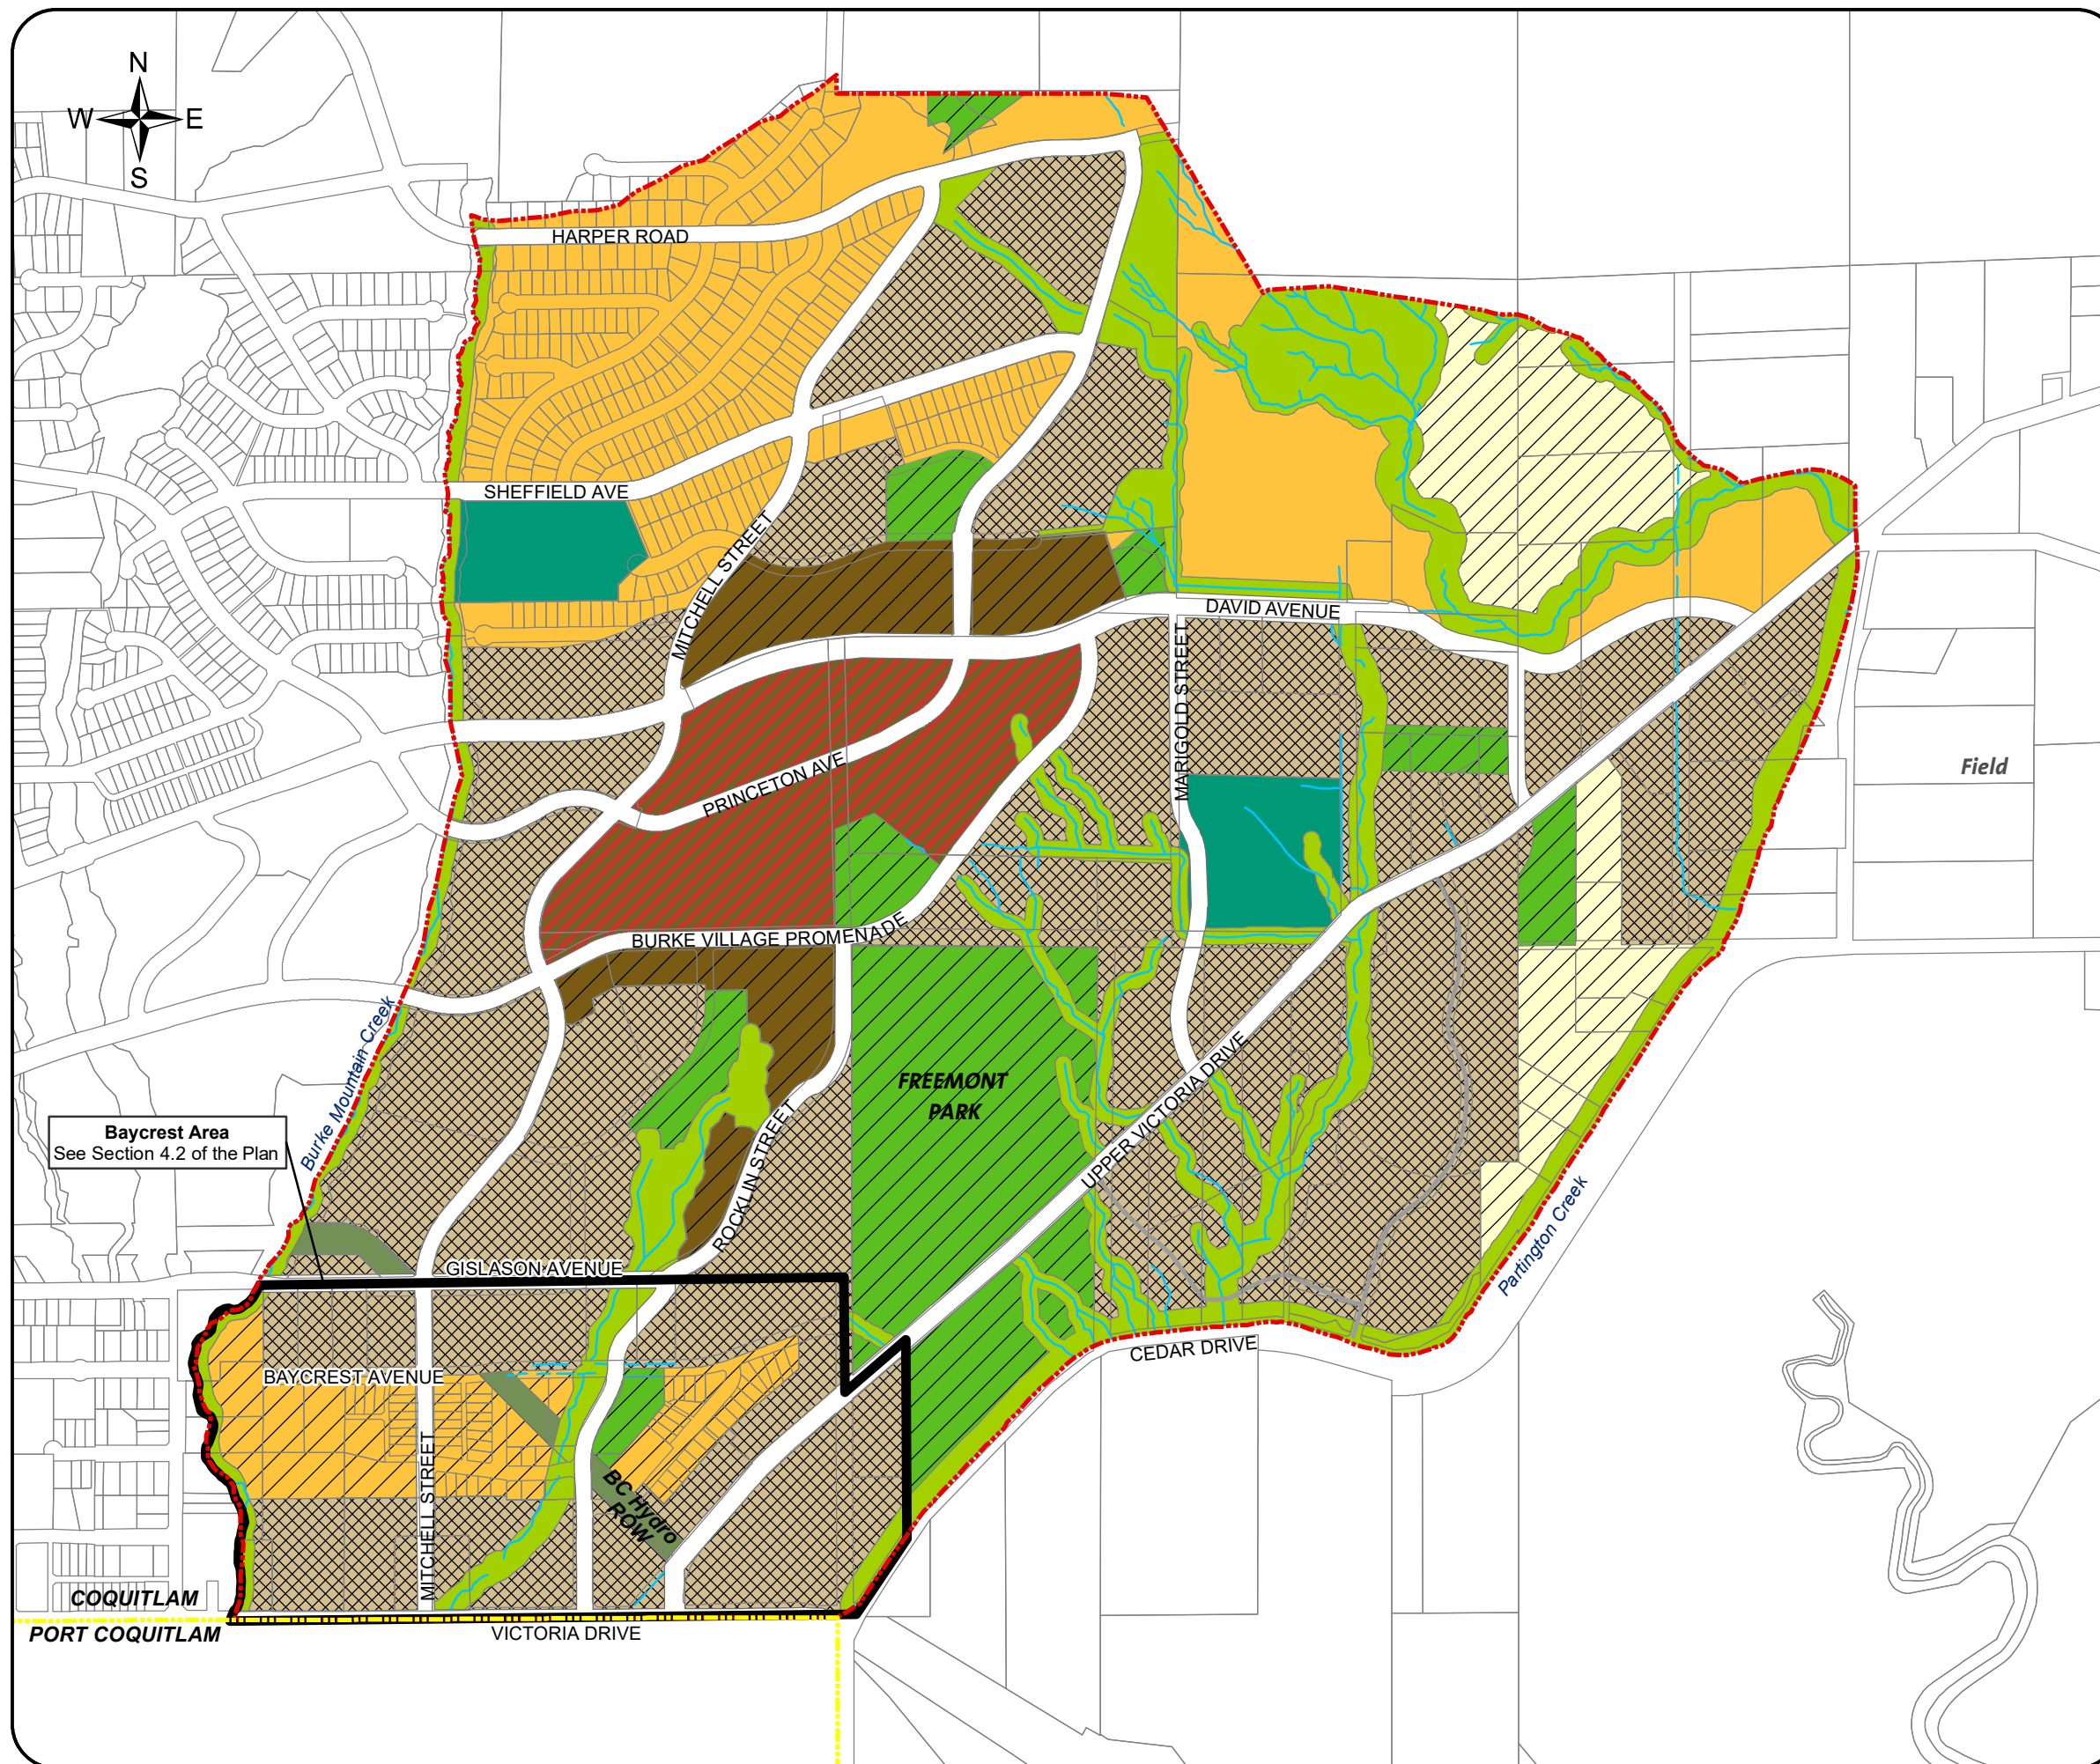 N
W E
S
HARPER ROAD
SHEFFIELD AVE
MITCHELL STREET
DAVID AVENUE
MARIGOLD STREET
PRINCETON AVE
Field
BURKE VILLAGE PROMENADE
Burke Mountain Creek
FREEMONT
PARK
UPPER VICTORIA DRIVE
Baycrest Area
See Section 4.2 of the Plan
ROCKLIN STREET
Partington Creek
GISLASON AVENUE
CEDAR DRIVE
BAYCREST AVENUE
MITCHELL STREET
BC Hydro
ROW
COQUITLAM
PORT COQUITLAM
VICTORIA DRIVE